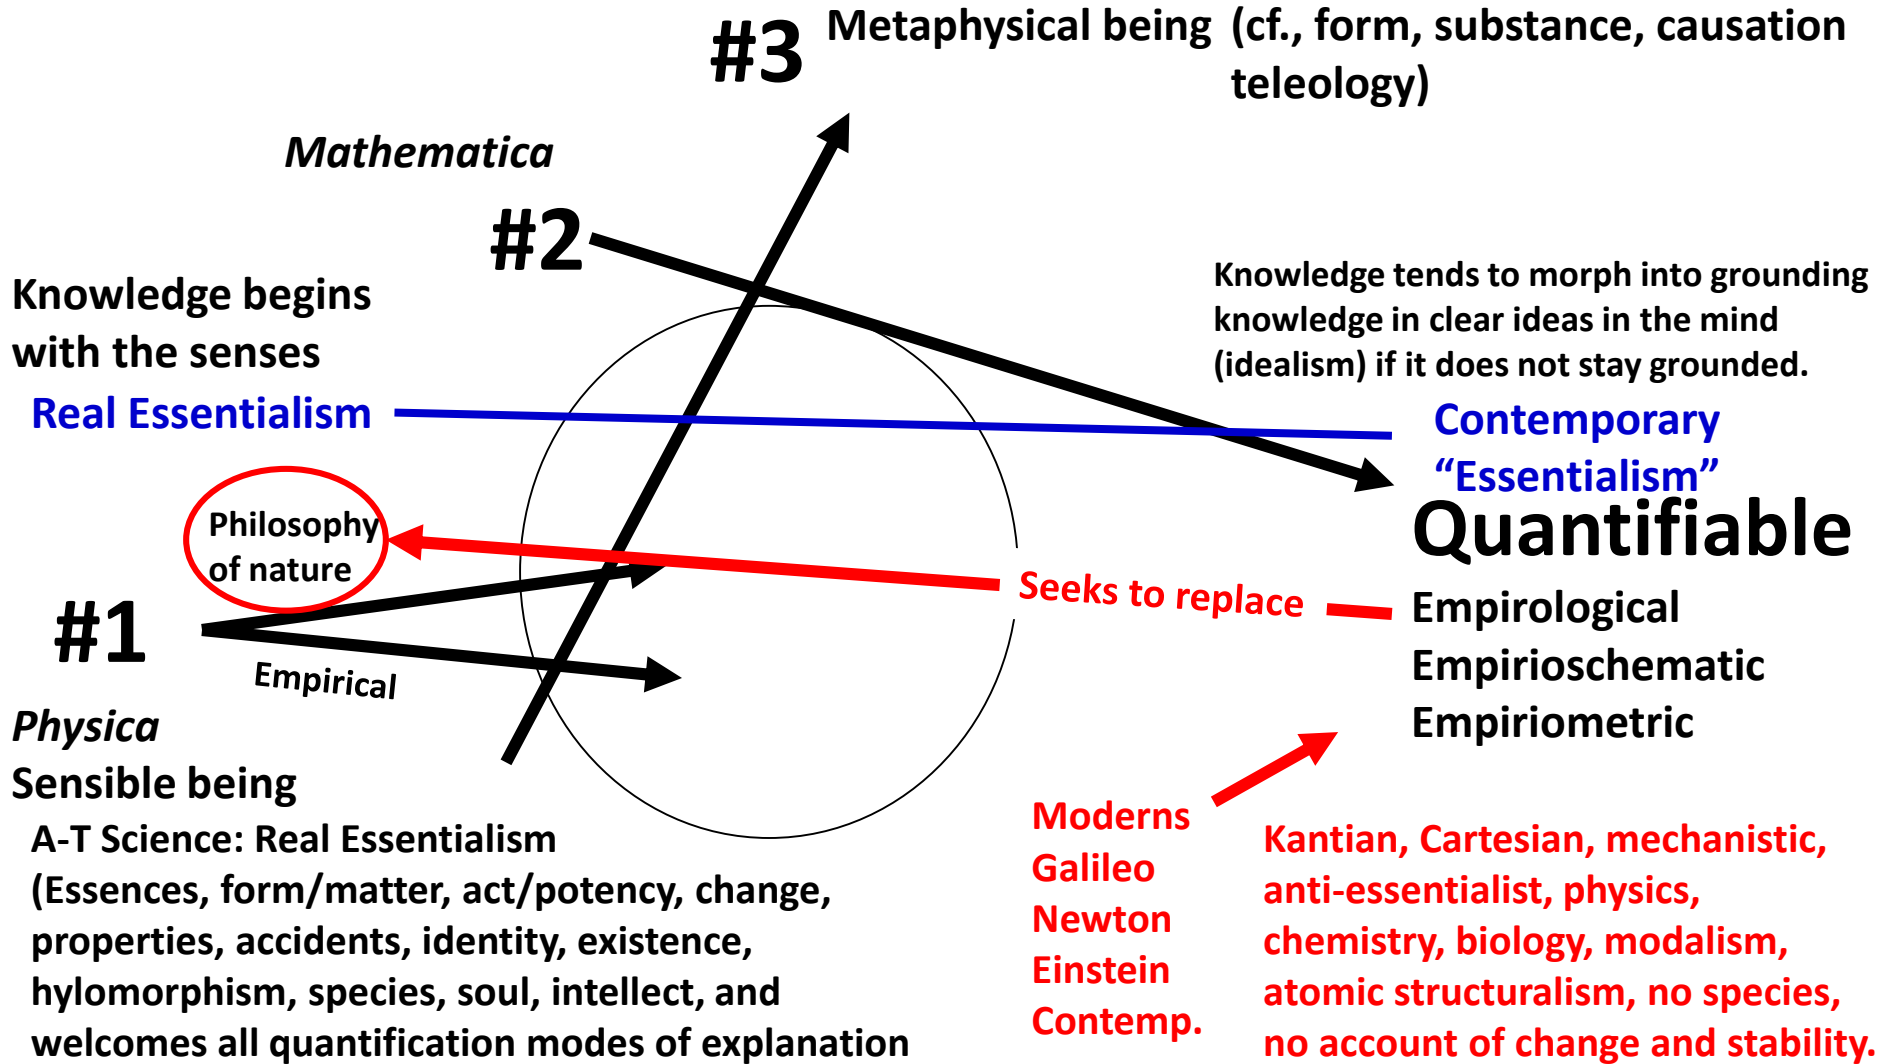 #3
Metaphysical being (cf., form, substance, causation
teleology)
Mathematica
#2
Knowledge begins
with the senses
Real Essentialism
Knowledge tends to morph into grounding
knowledge in clear ideas in the mind
(idealism) if it does not stay grounded.
Contemporary
“Essentialism”
Quantifiable
Philosophy
of nature
Seeks to replace
#1
Empirical
Empirological
Empirioschematic
Empiriometric
Physica
Sensible being
A-T Science: Real Essentialism
(Essences, form/matter, act/potency, change,
properties, accidents, identity, existence,
hylomorphism, species, soul, intellect, and
welcomes all quantification modes of explanation
Moderns
Galileo
Newton
Einstein
Contemp.
Kantian, Cartesian, mechanistic,
anti-essentialist, physics,
chemistry, biology, modalism,
atomic structuralism, no species,
no account of change and stability.